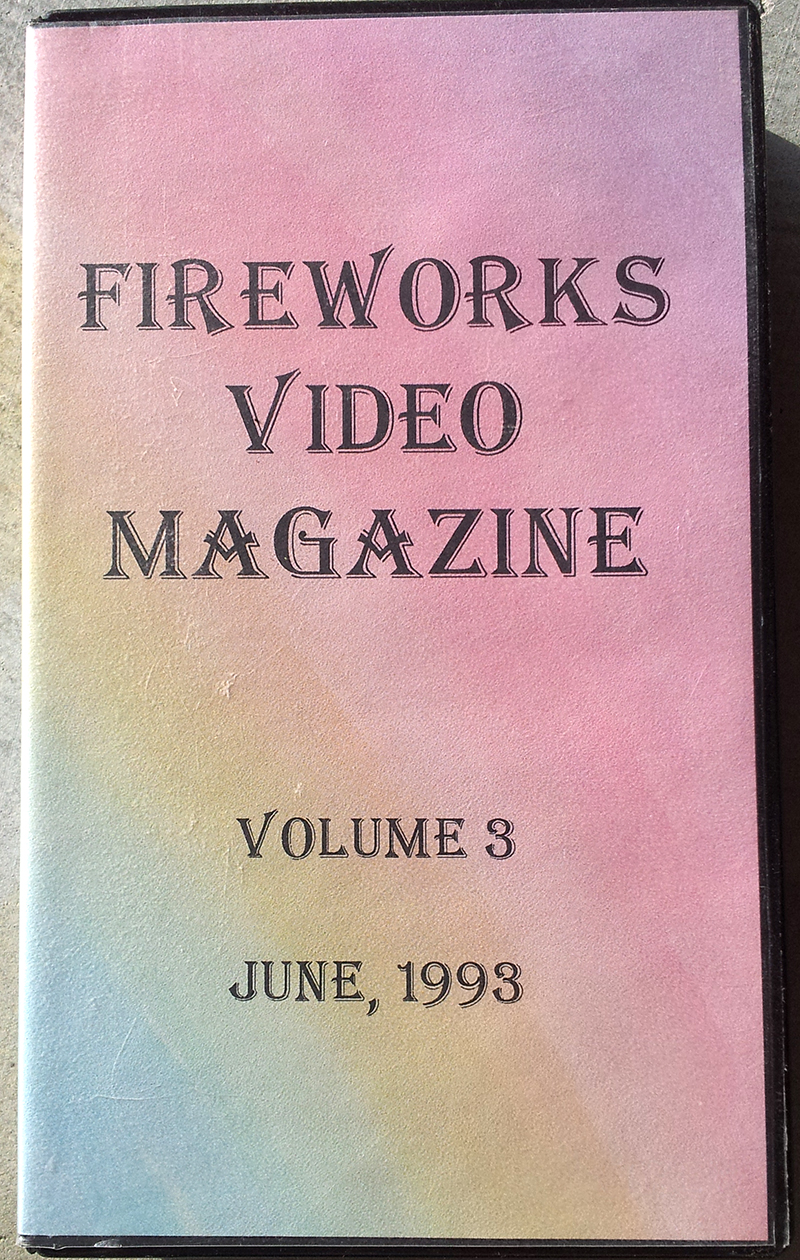 FIREWORKS
VIDEO
MAGAZINE
VOLUME 3
JUNE, 1993